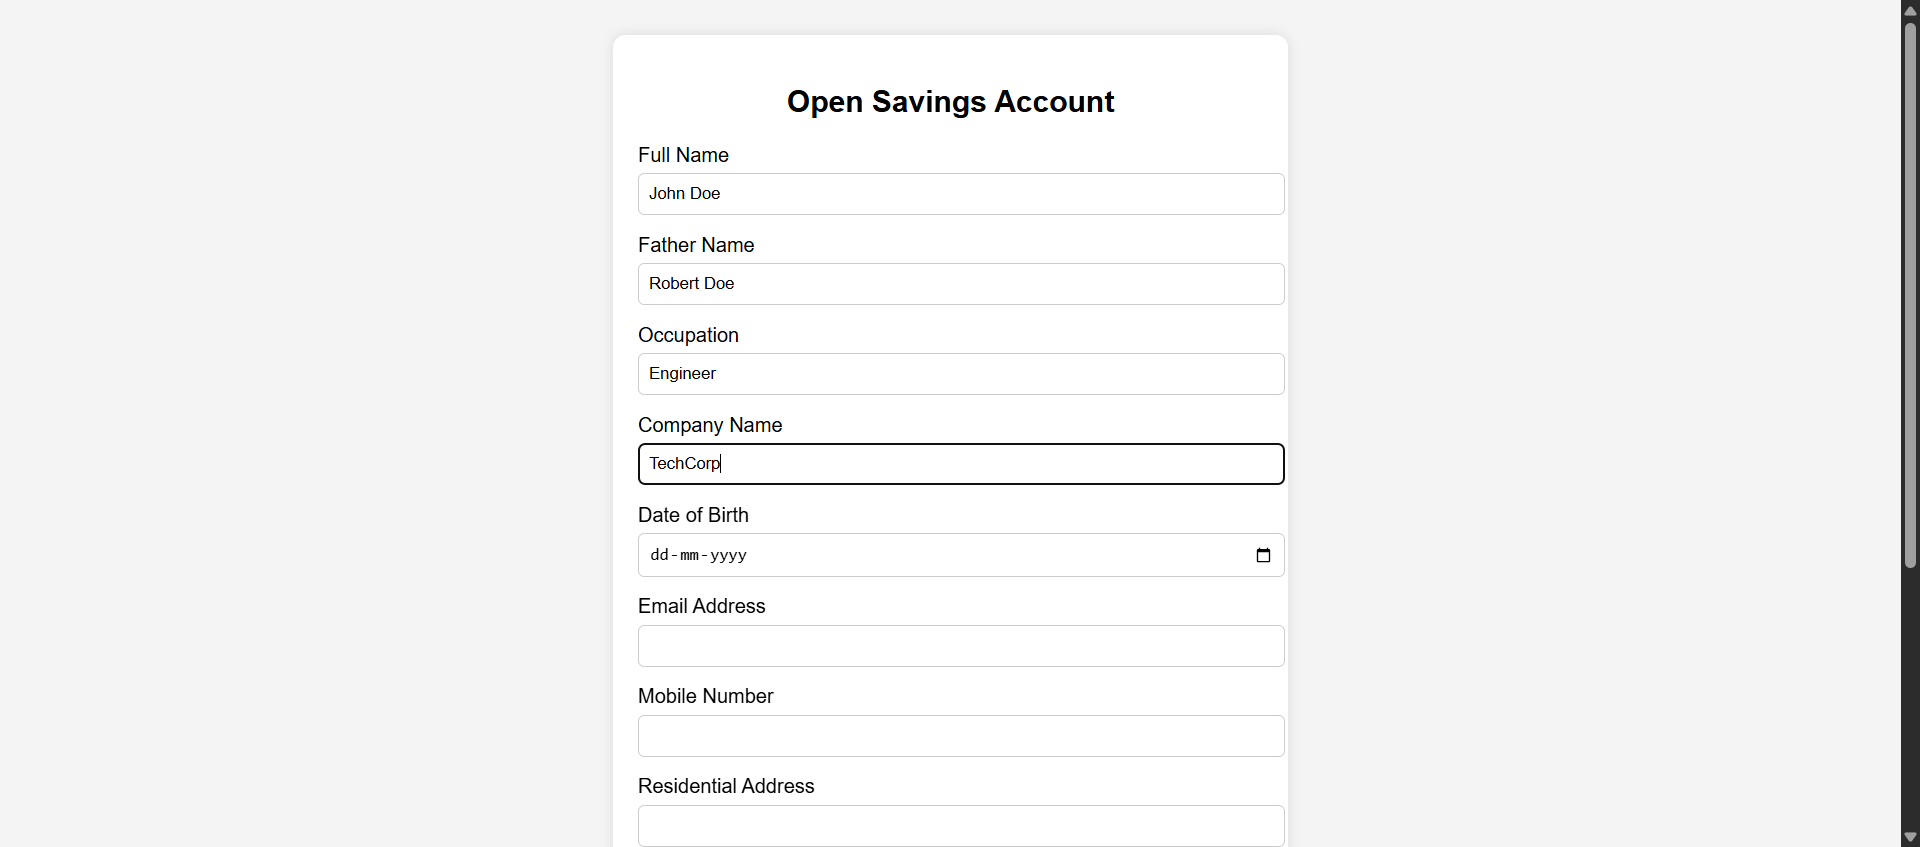 Open Savings Account
Full Name
John Doe
Father Name
Robert Doe
Occupation
Engineer
Company Name
TechCorp
Date of Birth
dd-mm-yyyy
Email Address
Mobile Number
Residential Address